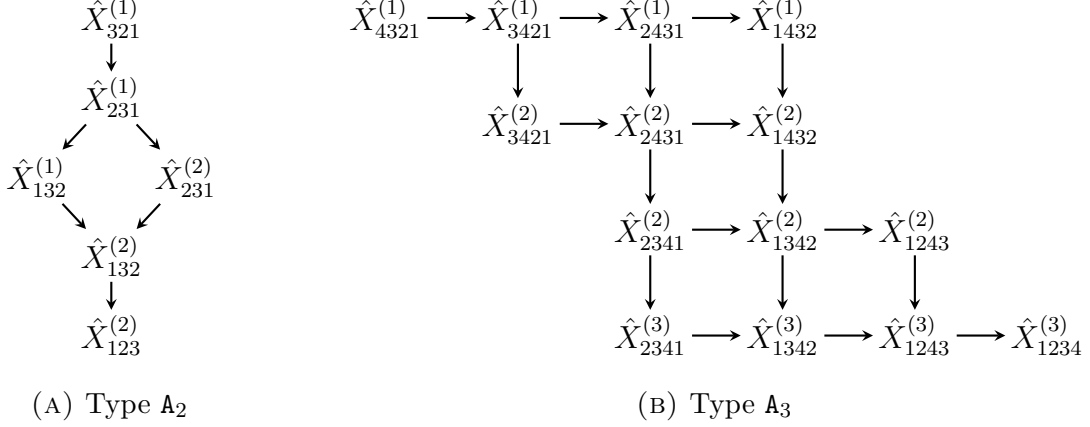 X̂_{321}^{(1)}
X̂_{231}^{(1)}
X̂_{132}^{(1)} X̂_{231}^{(2)}
X̂_{132}^{(2)}
X̂_{123}^{(2)}
(A) Type A_2
X̂_{4321}^{(1)} X̂_{3421}^{(1)} X̂_{2431}^{(1)} X̂_{1432}^{(1)}
X̂_{3421}^{(2)} X̂_{2431}^{(2)} X̂_{1432}^{(2)}
X̂_{2341}^{(2)} X̂_{1342}^{(2)} X̂_{1243}^{(2)}
X̂_{2341}^{(3)} X̂_{1342}^{(3)} X̂_{1243}^{(3)} X̂_{1234}^{(3)}
(B) Type A_3